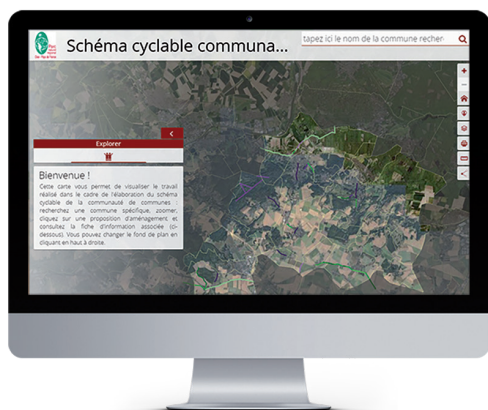 Schéma cyclable communa...
tapez ici le nom de la commune recher-
Explorer
Bienvenue !
Cette carte vous permet de visualiser le travail
réalisé dans le cadre de l'élaboration du schéma
cyclable de la communauté de communes :
recherchez une commune spécifique, zoomer,
cliquez sur une proposition d'aménagement et
consultez la fiche d'information associée (ci-
dessous). Vous pouvez changer le fond de plan en
cliquant en haut à droite.